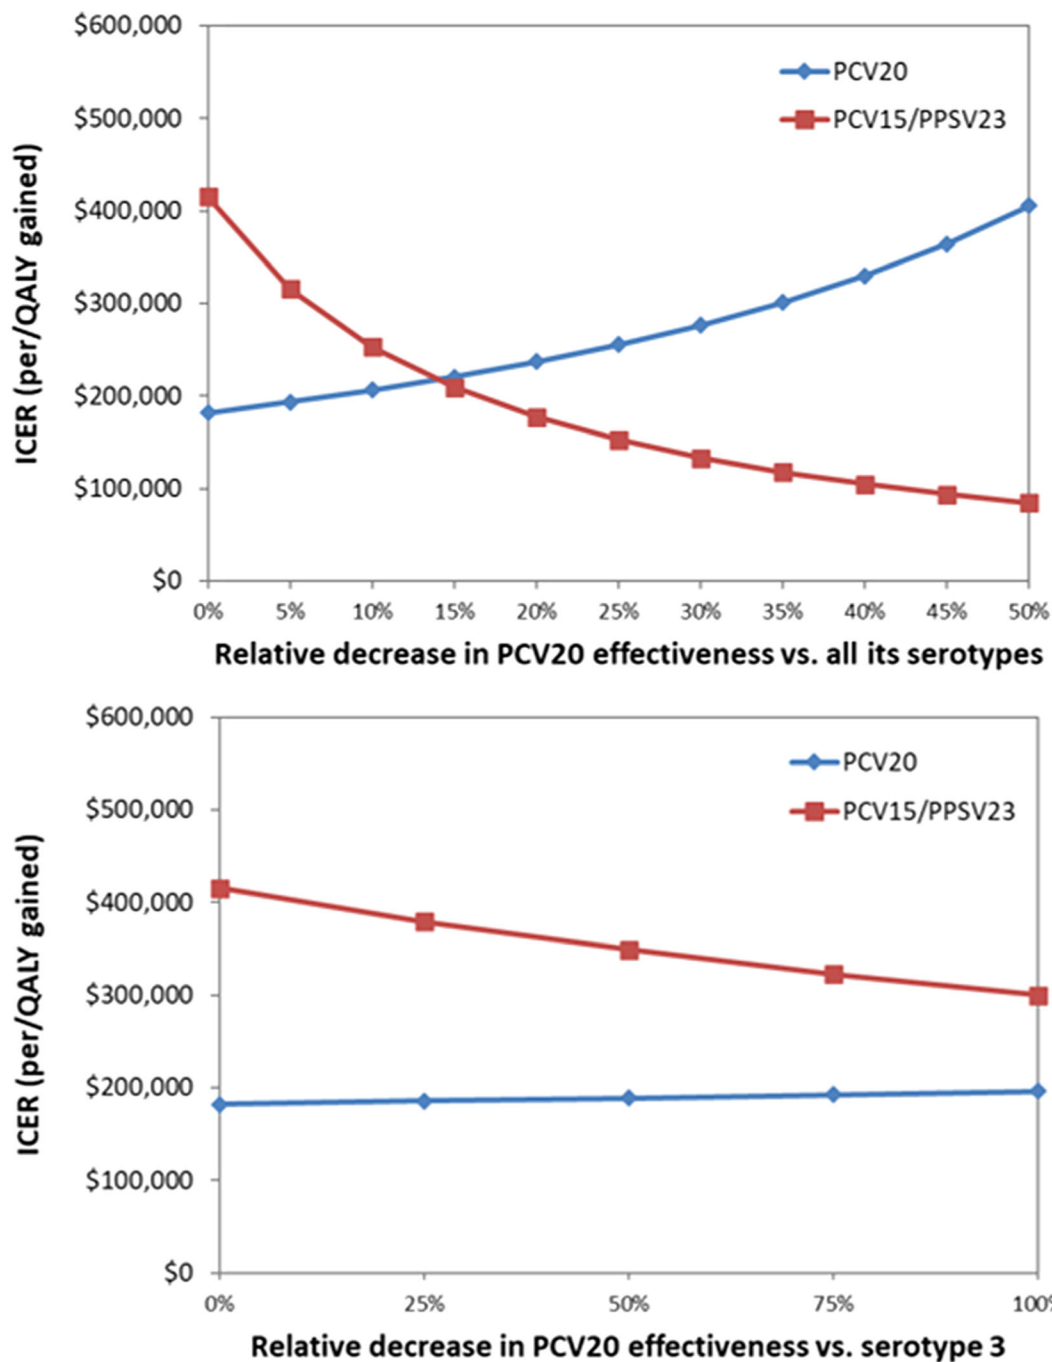 $600,000
$500,000
$400,000
$300,000
$200,000
$100,000
$0
ICER (per/QALY gained)
PCV20
PCV15/PPSV23
0% 5% 10% 15% 20% 25% 30% 35% 40% 45% 50%
Relative decrease in PCV20 effectiveness vs. all its serotypes
$600,000
$500,000
$400,000
$300,000
$200,000
$100,000
$0
ICER (per/QALY gained)
PCV20
PCV15/PPSV23
0% 25% 50% 75% 100%
Relative decrease in PCV20 effectiveness vs. serotype 3